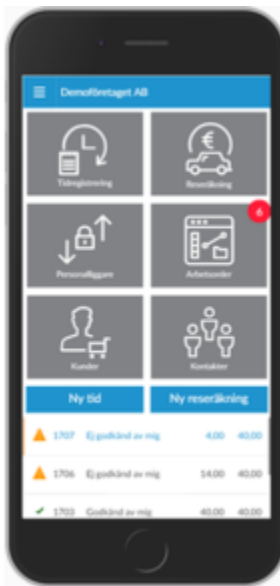 Demoföretaget AB
Tidregistrering
Reseräkning
6
Personalliggare
Arbetsorder
Kunder
Kontakter
Ny tid
Ny reseräkning
1707 Ej godkänd av mig 4,00 40,00
1706 Ej godkänd av mig 14,00 40,00
1703 Godkänd av mig 40,00 40,00